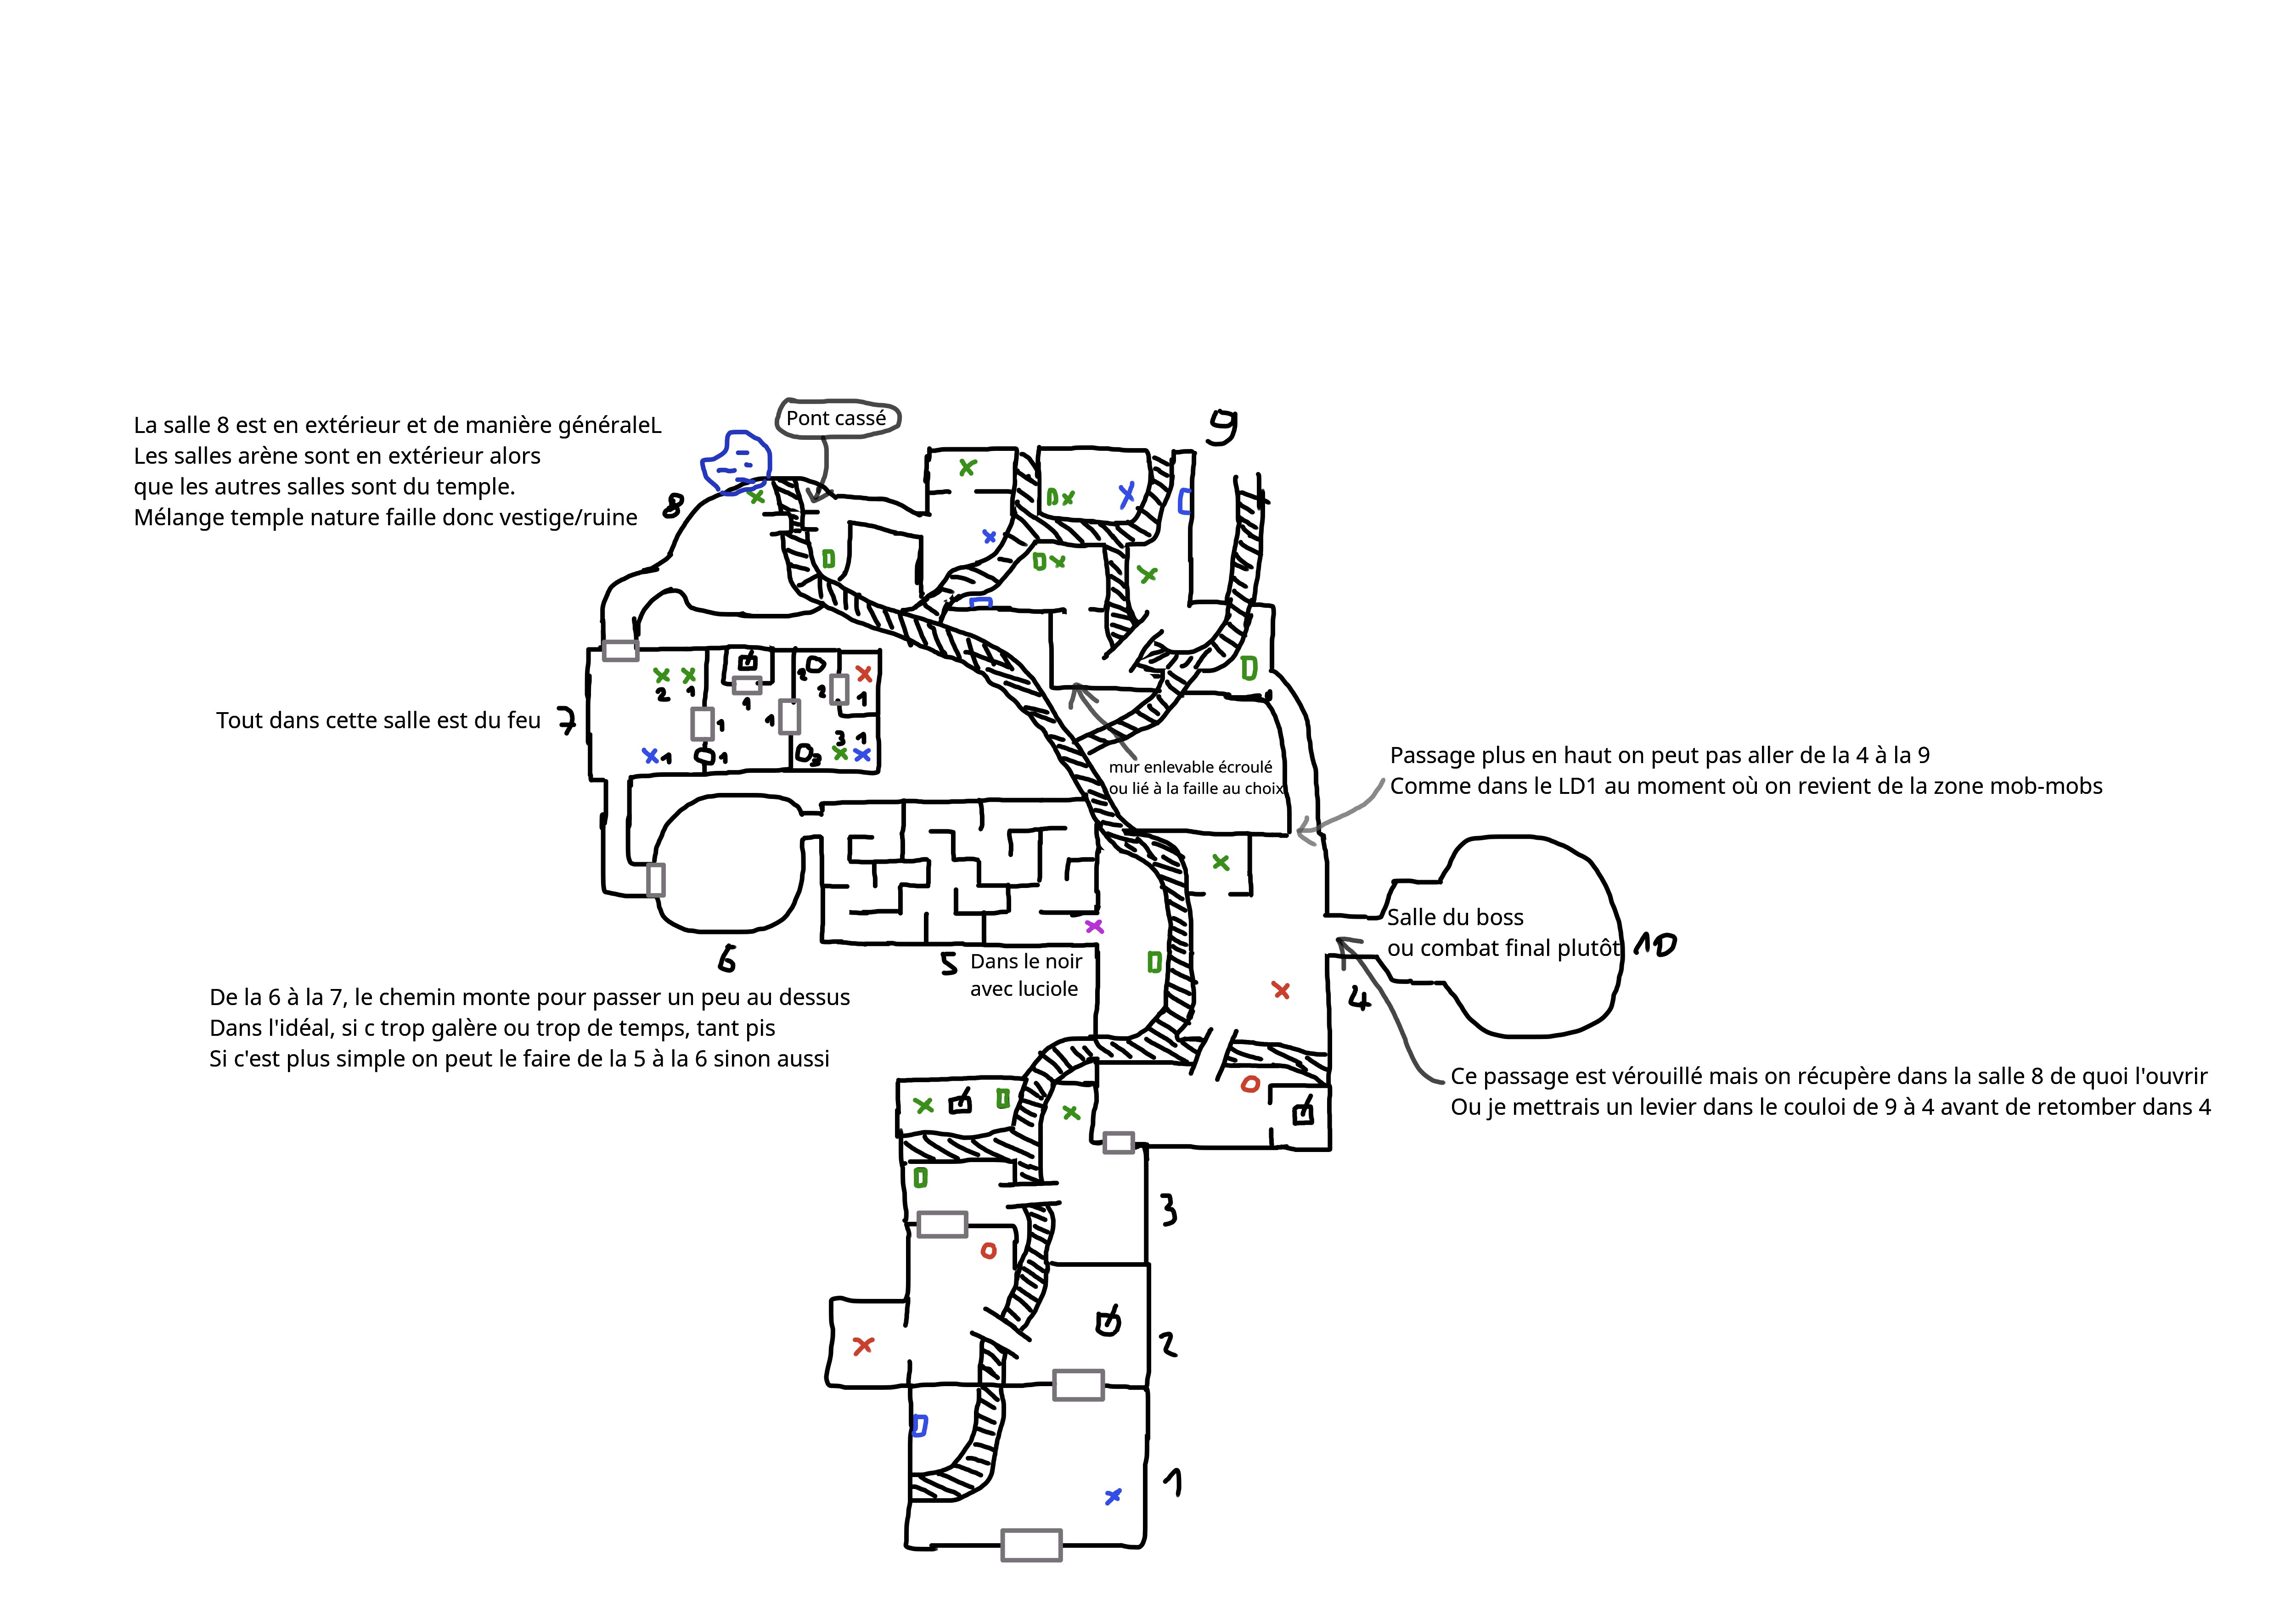 La salle 8 est en extérieur et de manière généraleL
Les salles arène sont en extérieur alors
que les autres salles sont du temple.
Mélange temple nature faille donc vestige/ruine
8
Pont cassé
9
Tout dans cette salle est du feu
7
2
1
1
1
1
1
1
2
2
1
3
1
2
mur enlevable écroulé
ou lié à la faille au choix
Passage plus en haut on peut pas aller de la 4 à la 9
Comme dans le LD1 au moment où on revient de la zone mob-mobs
Salle du boss
ou combat final plutôt
10
6
5
Dans le noir
avec luciole
4
De la 6 à la 7, le chemin monte pour passer un peu au dessus
Dans l'idéal, si c trop galère ou trop de temps, tant pis
Si c'est plus simple on peut le faire de la 5 à la 6 sinon aussi
Ce passage est vérouillé mais on récupère dans la salle 8 de quoi l'ouvrir
Ou je mettrais un levier dans le couloi de 9 à 4 avant de retomber dans 4
3
2
1